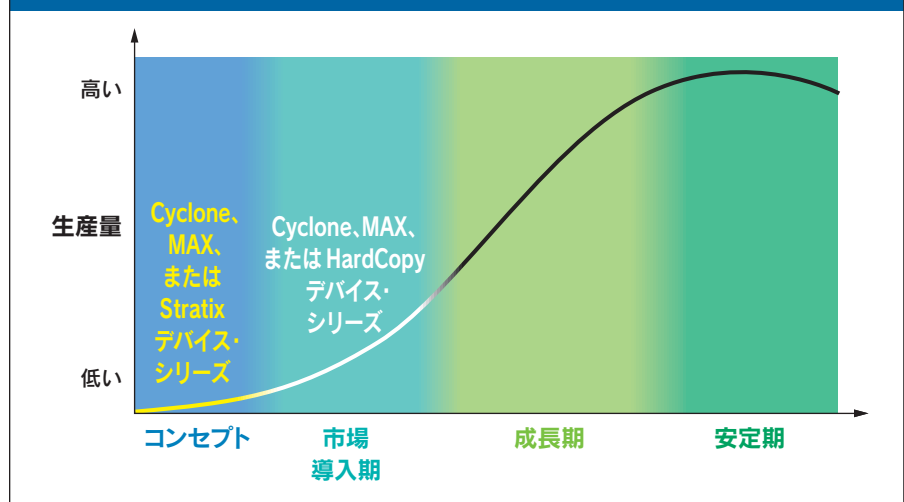 高い
生産量
低い
Cyclone、
MAX、
または
Stratix
デバイス・
シリーズ
Cyclone、MAX、
または HardCopy
デバイス・
シリーズ
コンセプト
市場
導入期
成長期
安定期